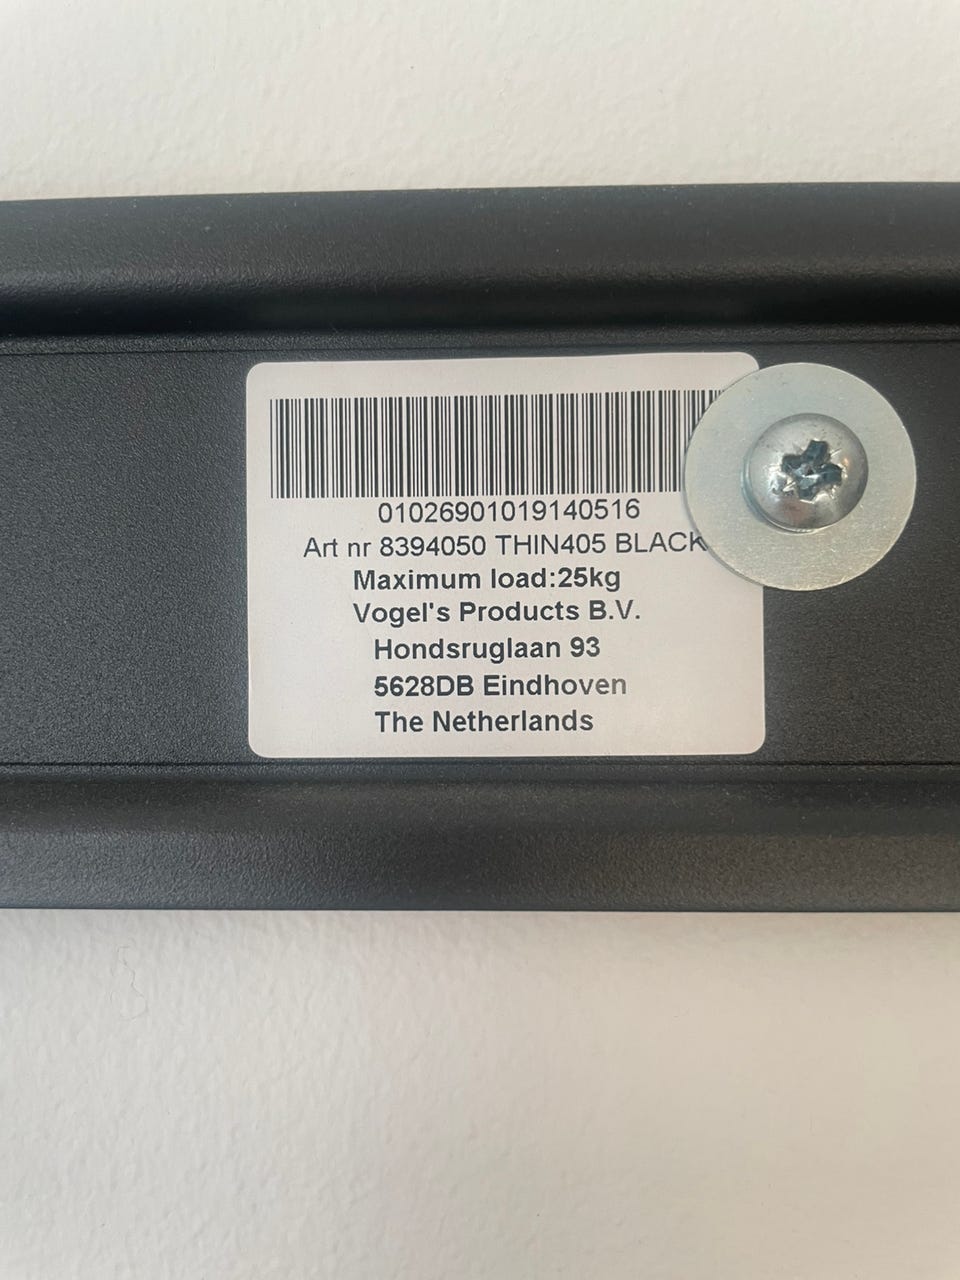 01026901019140516
Art nr 8394050 THIN405 BLACK
Maximum load:25kg
Vogel's Products B.V.
Hondsruglaan 93
5628DB Eindhoven
The Netherlands